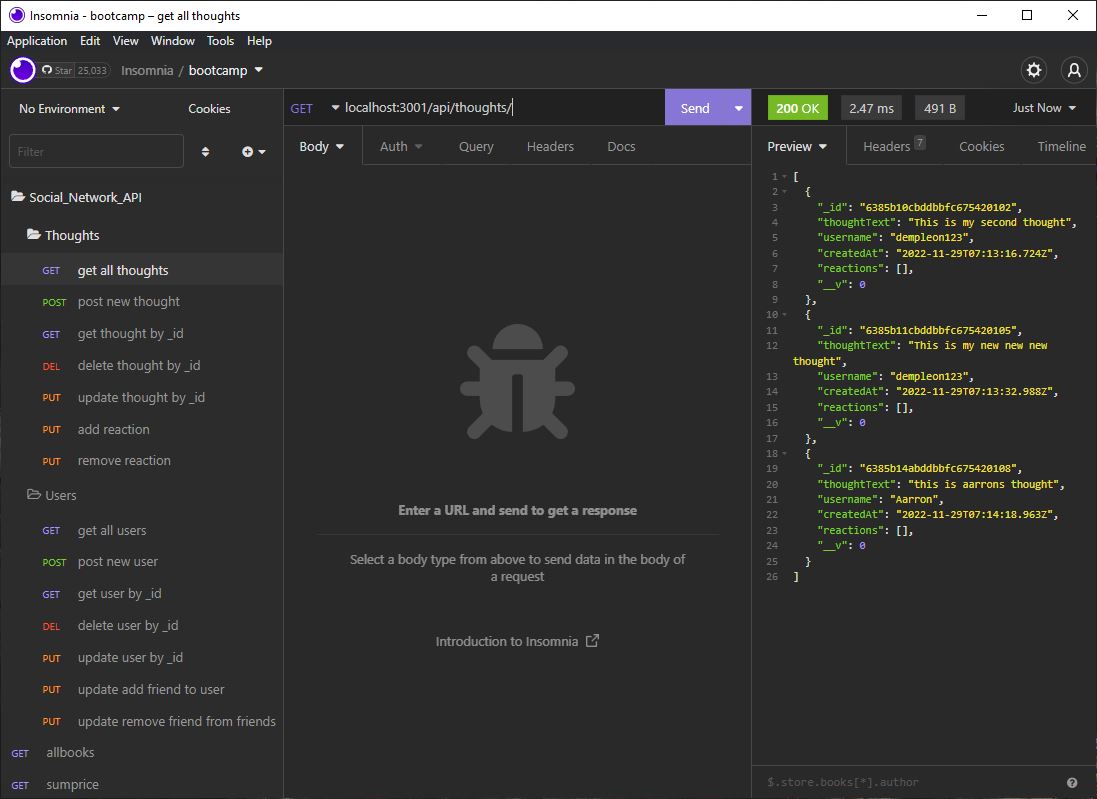 Insomnia - bootcamp – get all thoughts
Application Edit View Window Tools Help
Star 25,033 Insomnia / bootcamp
No Environment Cookies
Filter
Social_Network_API
Thoughts
GET get all thoughts
POST post new thought
GET get thought by _id
DEL delete thought by _id
PUT update thought by _id
PUT add reaction
PUT remove reaction
Users
GET get all users
POST post new user
GET get user by _id
DEL delete user by _id
PUT update user by _id
PUT update add friend to user
PUT update remove friend from friends
GET allbooks
GET sumprice
GET localhost:3001/api/thoughts/ Send
Body Auth Query Headers Docs
Enter a URL and send to get a response
Select a body type from above to send data in the body of
a request
Introduction to Insomnia
200 OK 2.47 ms 491 B Just Now
Preview Headers 7 Cookies Timeline
1 [
2 {
3 "_id": "6385b10cbddbbfc675420102",
4 "thoughtText": "This is my second thought",
5 "username": "dempleon123",
6 "createdAt": "2022-11-29T07:13:16.724Z",
7 "reactions": [],
8 "__v": 0
9 },
10 {
11 "_id": "6385b11cbddbbfc675420105",
12 "thoughtText": "This is my new new new
thought",
13 "username": "dempleon123",
14 "createdAt": "2022-11-29T07:13:32.988Z",
15 "reactions": [],
16 "__v": 0
17 },
18 {
19 "_id": "6385b14abddbbfc675420108",
20 "thoughtText": "this is aarrons thought",
21 "username": "Aarron",
22 "createdAt": "2022-11-29T07:14:18.963Z",
23 "reactions": [],
24 "__v": 0
25 }
26 ]
$.store.books[*].author